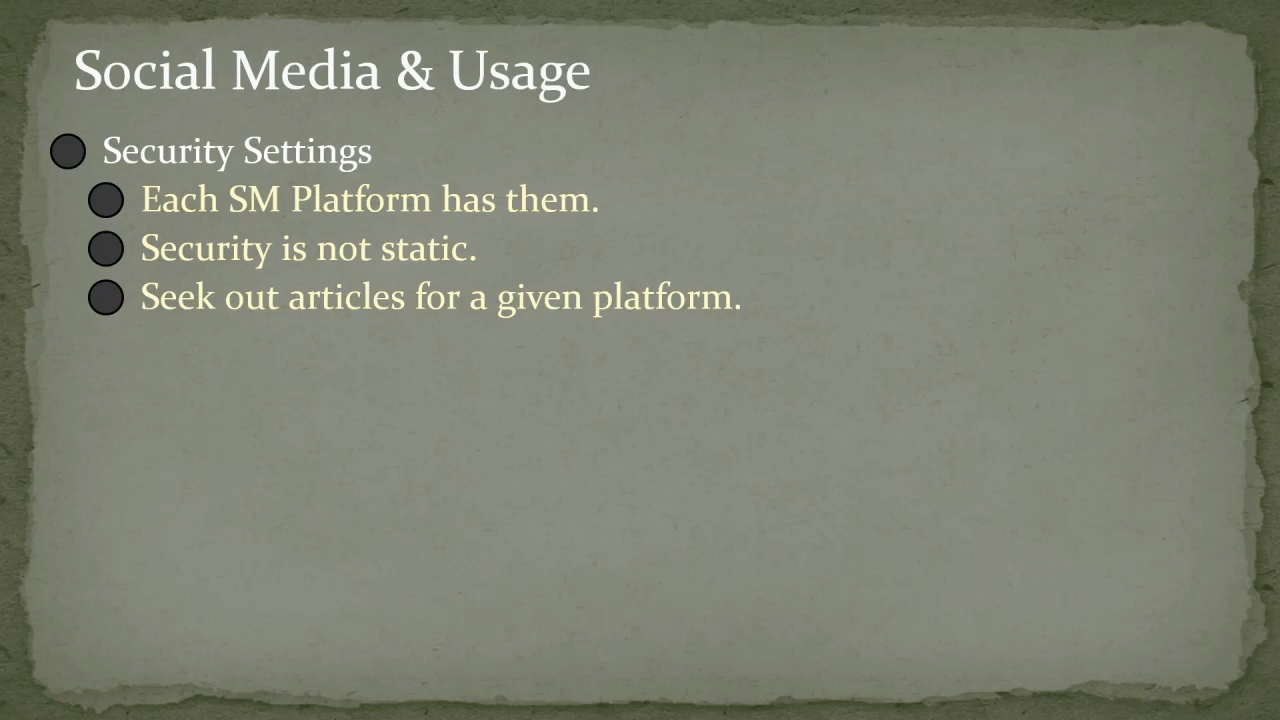 Social Media & Usage
Security Settings
Each SM Platform has them.
Security is not static.
Seek out articles for a given platform.